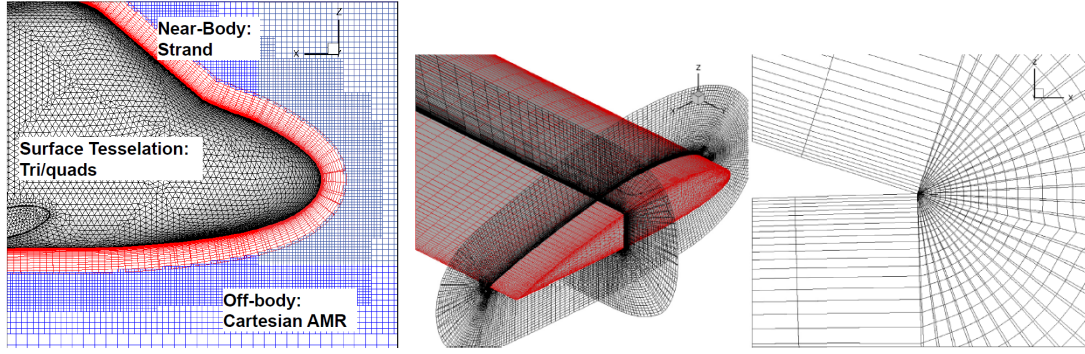 Near-Body:
Strand
z
x
Surface Tesselation:
Tri/quads
Off-body:
Cartesian AMR
z
z
x